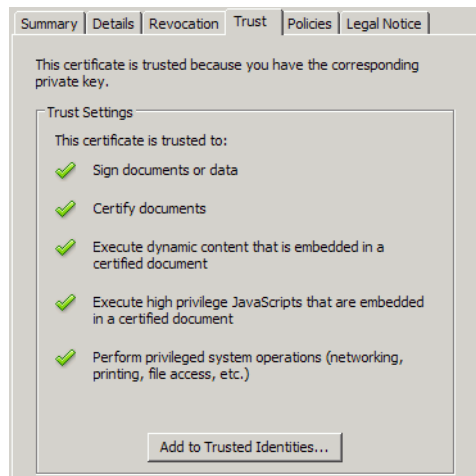 Summary Details Revocation Trust Policies Legal Notice
This certificate is trusted because you have the corresponding
private key.
Trust Settings
This certificate is trusted to:
Sign documents or data
Certify documents
Execute dynamic content that is embedded in a
certified document
Execute high privilege JavaScripts that are embedded
in a certified document
Perform privileged system operations (networking,
printing, file access, etc.)
Add to Trusted Identities...